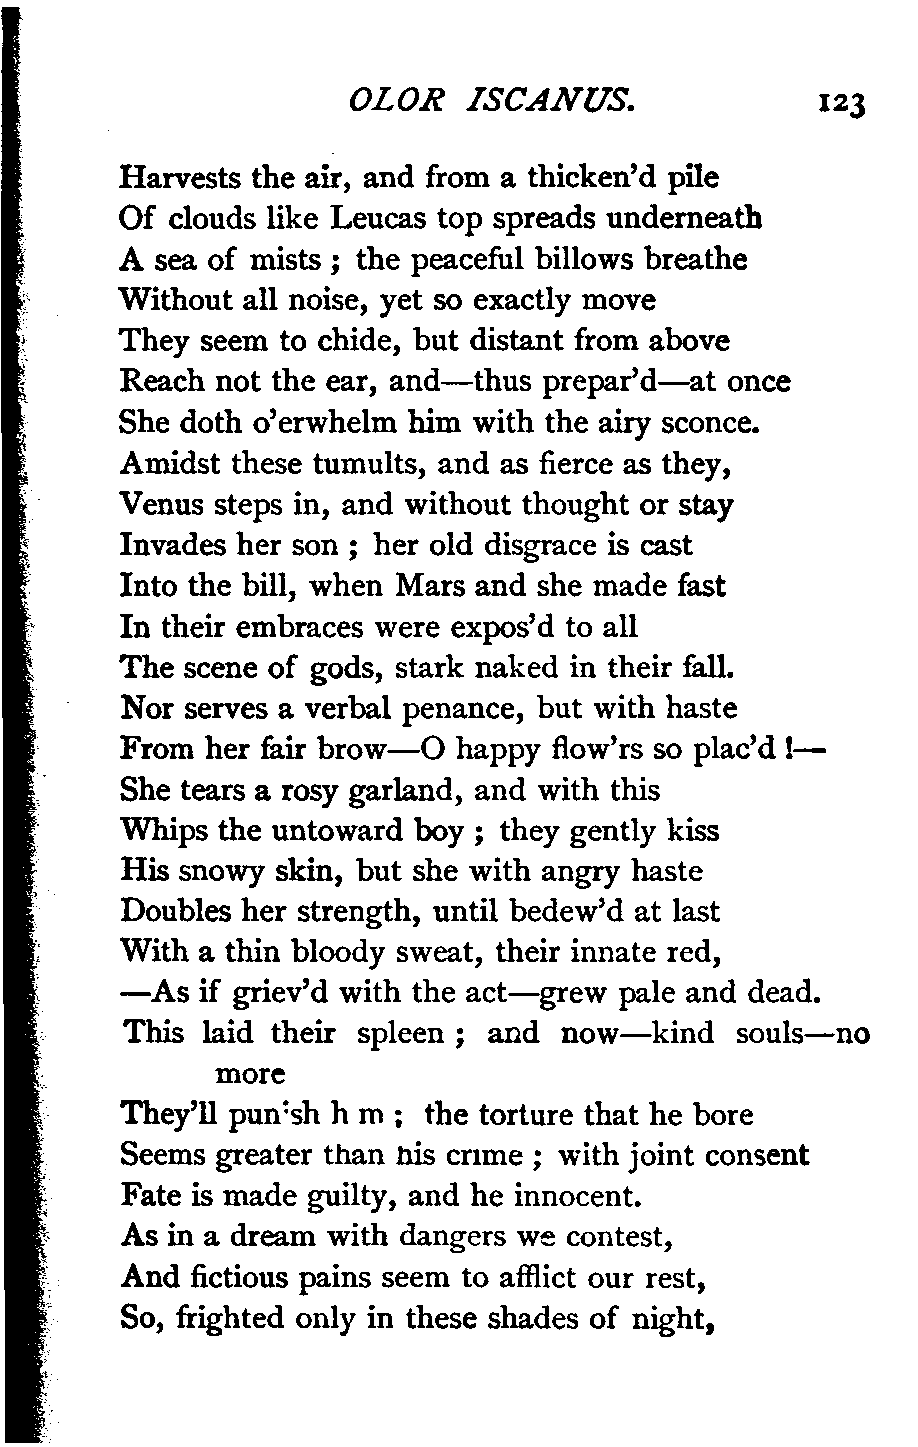 OLOR ISCANUS. 123
Harvests the air, and from a thicken'd pile
Of clouds like Leucas top spreads underneath
A sea of mists ; the peaceful billows breathe
Without all noise, yet so exactly move
They seem to chide, but distant from above
Reach not the ear, and—thus prepar'd—at once
She doth o'erwhelm him with the airy sconce.
Amidst these tumults, and as fierce as they,
Venus steps in, and without thought or stay
Invades her son ; her old disgrace is cast
Into the bill, when Mars and she made fast
In their embraces were expos'd to all
The scene of gods, stark naked in their fall.
Nor serves a verbal penance, but with haste
From her fair brow—O happy flow'rs so plac'd !—
She tears a rosy garland, and with this
Whips the untoward boy ; they gently kiss
His snowy skin, but she with angry haste
Doubles her strength, until bedew'd at last
With a thin bloody sweat, their innate red,
—As if griev'd with the act—grew pale and dead.
This laid their spleen ; and now—kind souls—no
more
They'll punish h m ; the torture that he bore
Seems greater than his crime ; with joint consent
Fate is made guilty, and he innocent.
As in a dream with dangers we contest,
And fictious pains seem to afflict our rest,
So, frighted only in these shades of night,